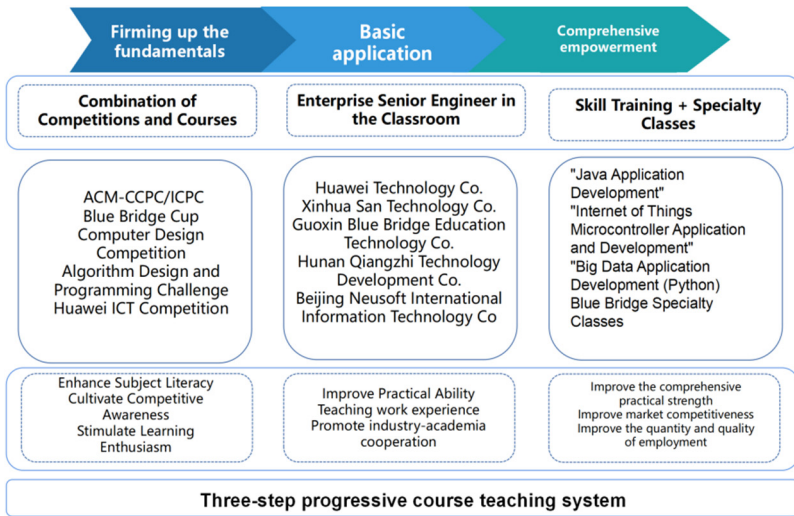 Firming up the
fundamentals
Basic
application
Comprehensive
empowerment
Combination of
Competitions and Courses
Enterprise Senior Engineer in
the Classroom
Skill Training + Specialty
Classes
ACM-CCPC/ICPC
Blue Bridge Cup
Computer Design
Competition
Algorithm Design and
Programming Challenge
Huawei ICT Competition
Huawei Technology Co.
Xinhua San Technology Co.
Guoxin Blue Bridge Education
Technology Co.
Hunan Qiangzhi Technology
Development Co.
Beijing Neusoft International
Information Technology Co
"Java Application
Development"
"Internet of Things
Microcontroller Application
and Development"
"Big Data Application
Development (Python)
Blue Bridge Specialty
Classes
Enhance Subject Literacy
Cultivate Competitive
Awareness
Stimulate Learning
Enthusiasm
Improve Practical Ability
Teaching work experience
Promote industry-academia
cooperation
Improve the comprehensive
practical strength
Improve market competitiveness
Improve the quantity and quality
of employment
Three-step progressive course teaching system